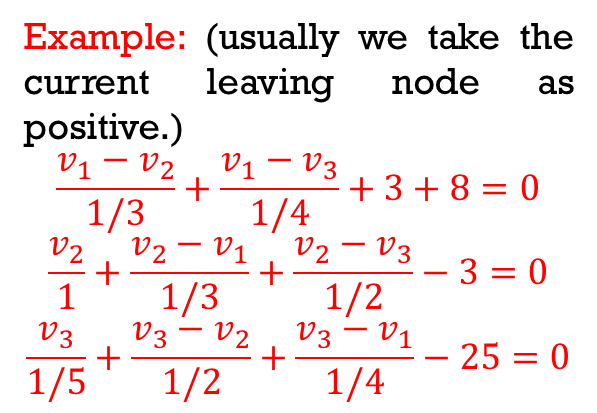 Example: (usually we take the
current leaving node as
positive.)
(v₁ − v₂)/(1/3) + (v₁ − v₃)/(1/4) + 3 + 8 = 0
v₂/1 + (v₂ − v₁)/(1/3) + (v₂ − v₃)/(1/2) − 3 = 0
v₃/(1/5) + (v₃ − v₂)/(1/2) + (v₃ − v₁)/(1/4) − 25 = 0